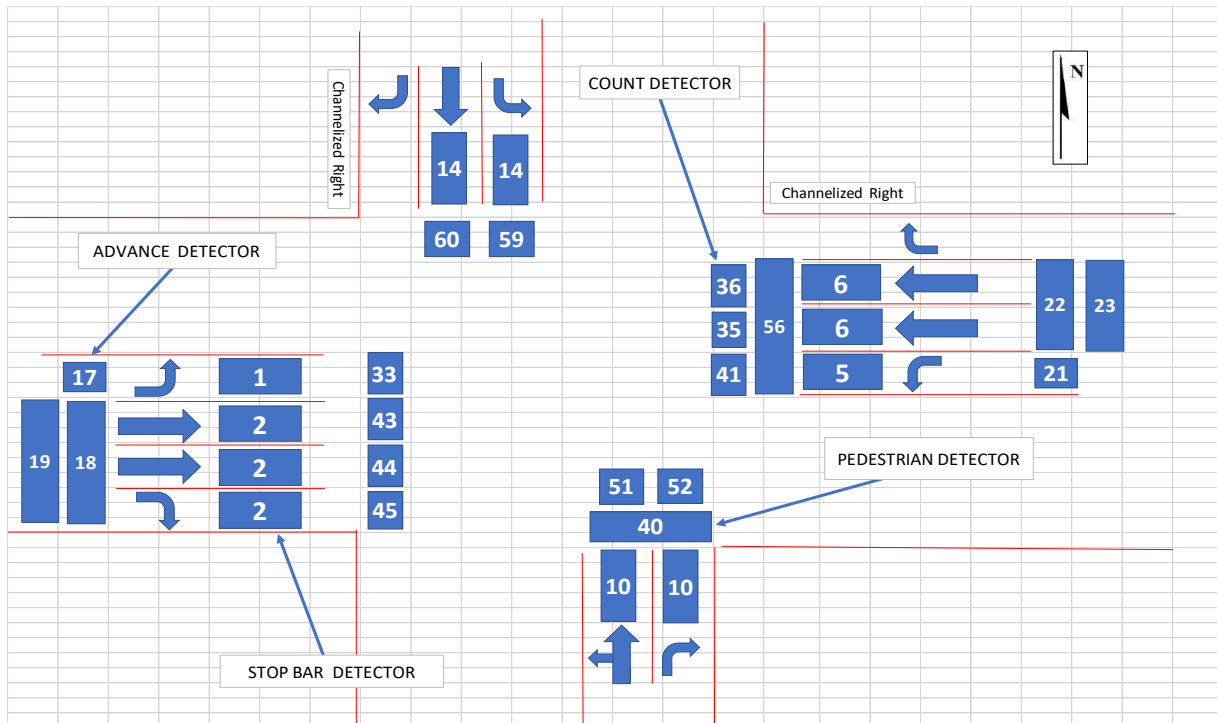 N
COUNT DETECTOR
Channelized Right
14 14
Channelized Right
60 59
ADVANCE DETECTOR
36 6 22 23
56
35 6
17 1 33
41 5 21
2 43
19 18 2 44
PEDESTRIAN DETECTOR
2 45
51 52
40
10 10
STOP BAR DETECTOR